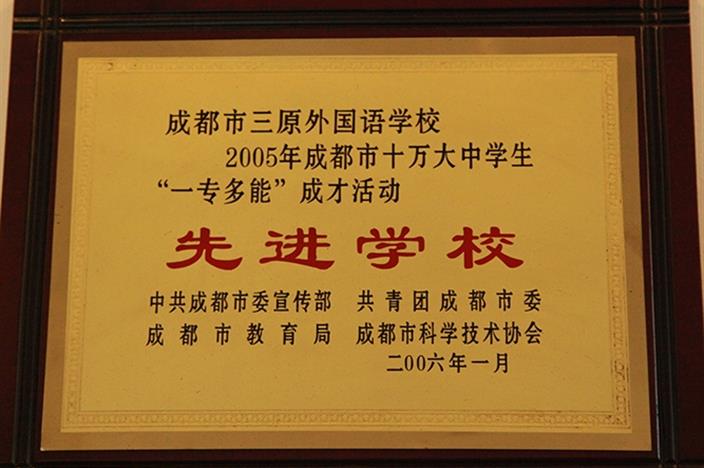 成都市三原外国语学校
2005年成都市十万大中学生
“一专多能”成才活动
先进学校
中共成都市委宣传部 共青团成都市委
成都市教育局 成都市科学技术协会
二00六年一月